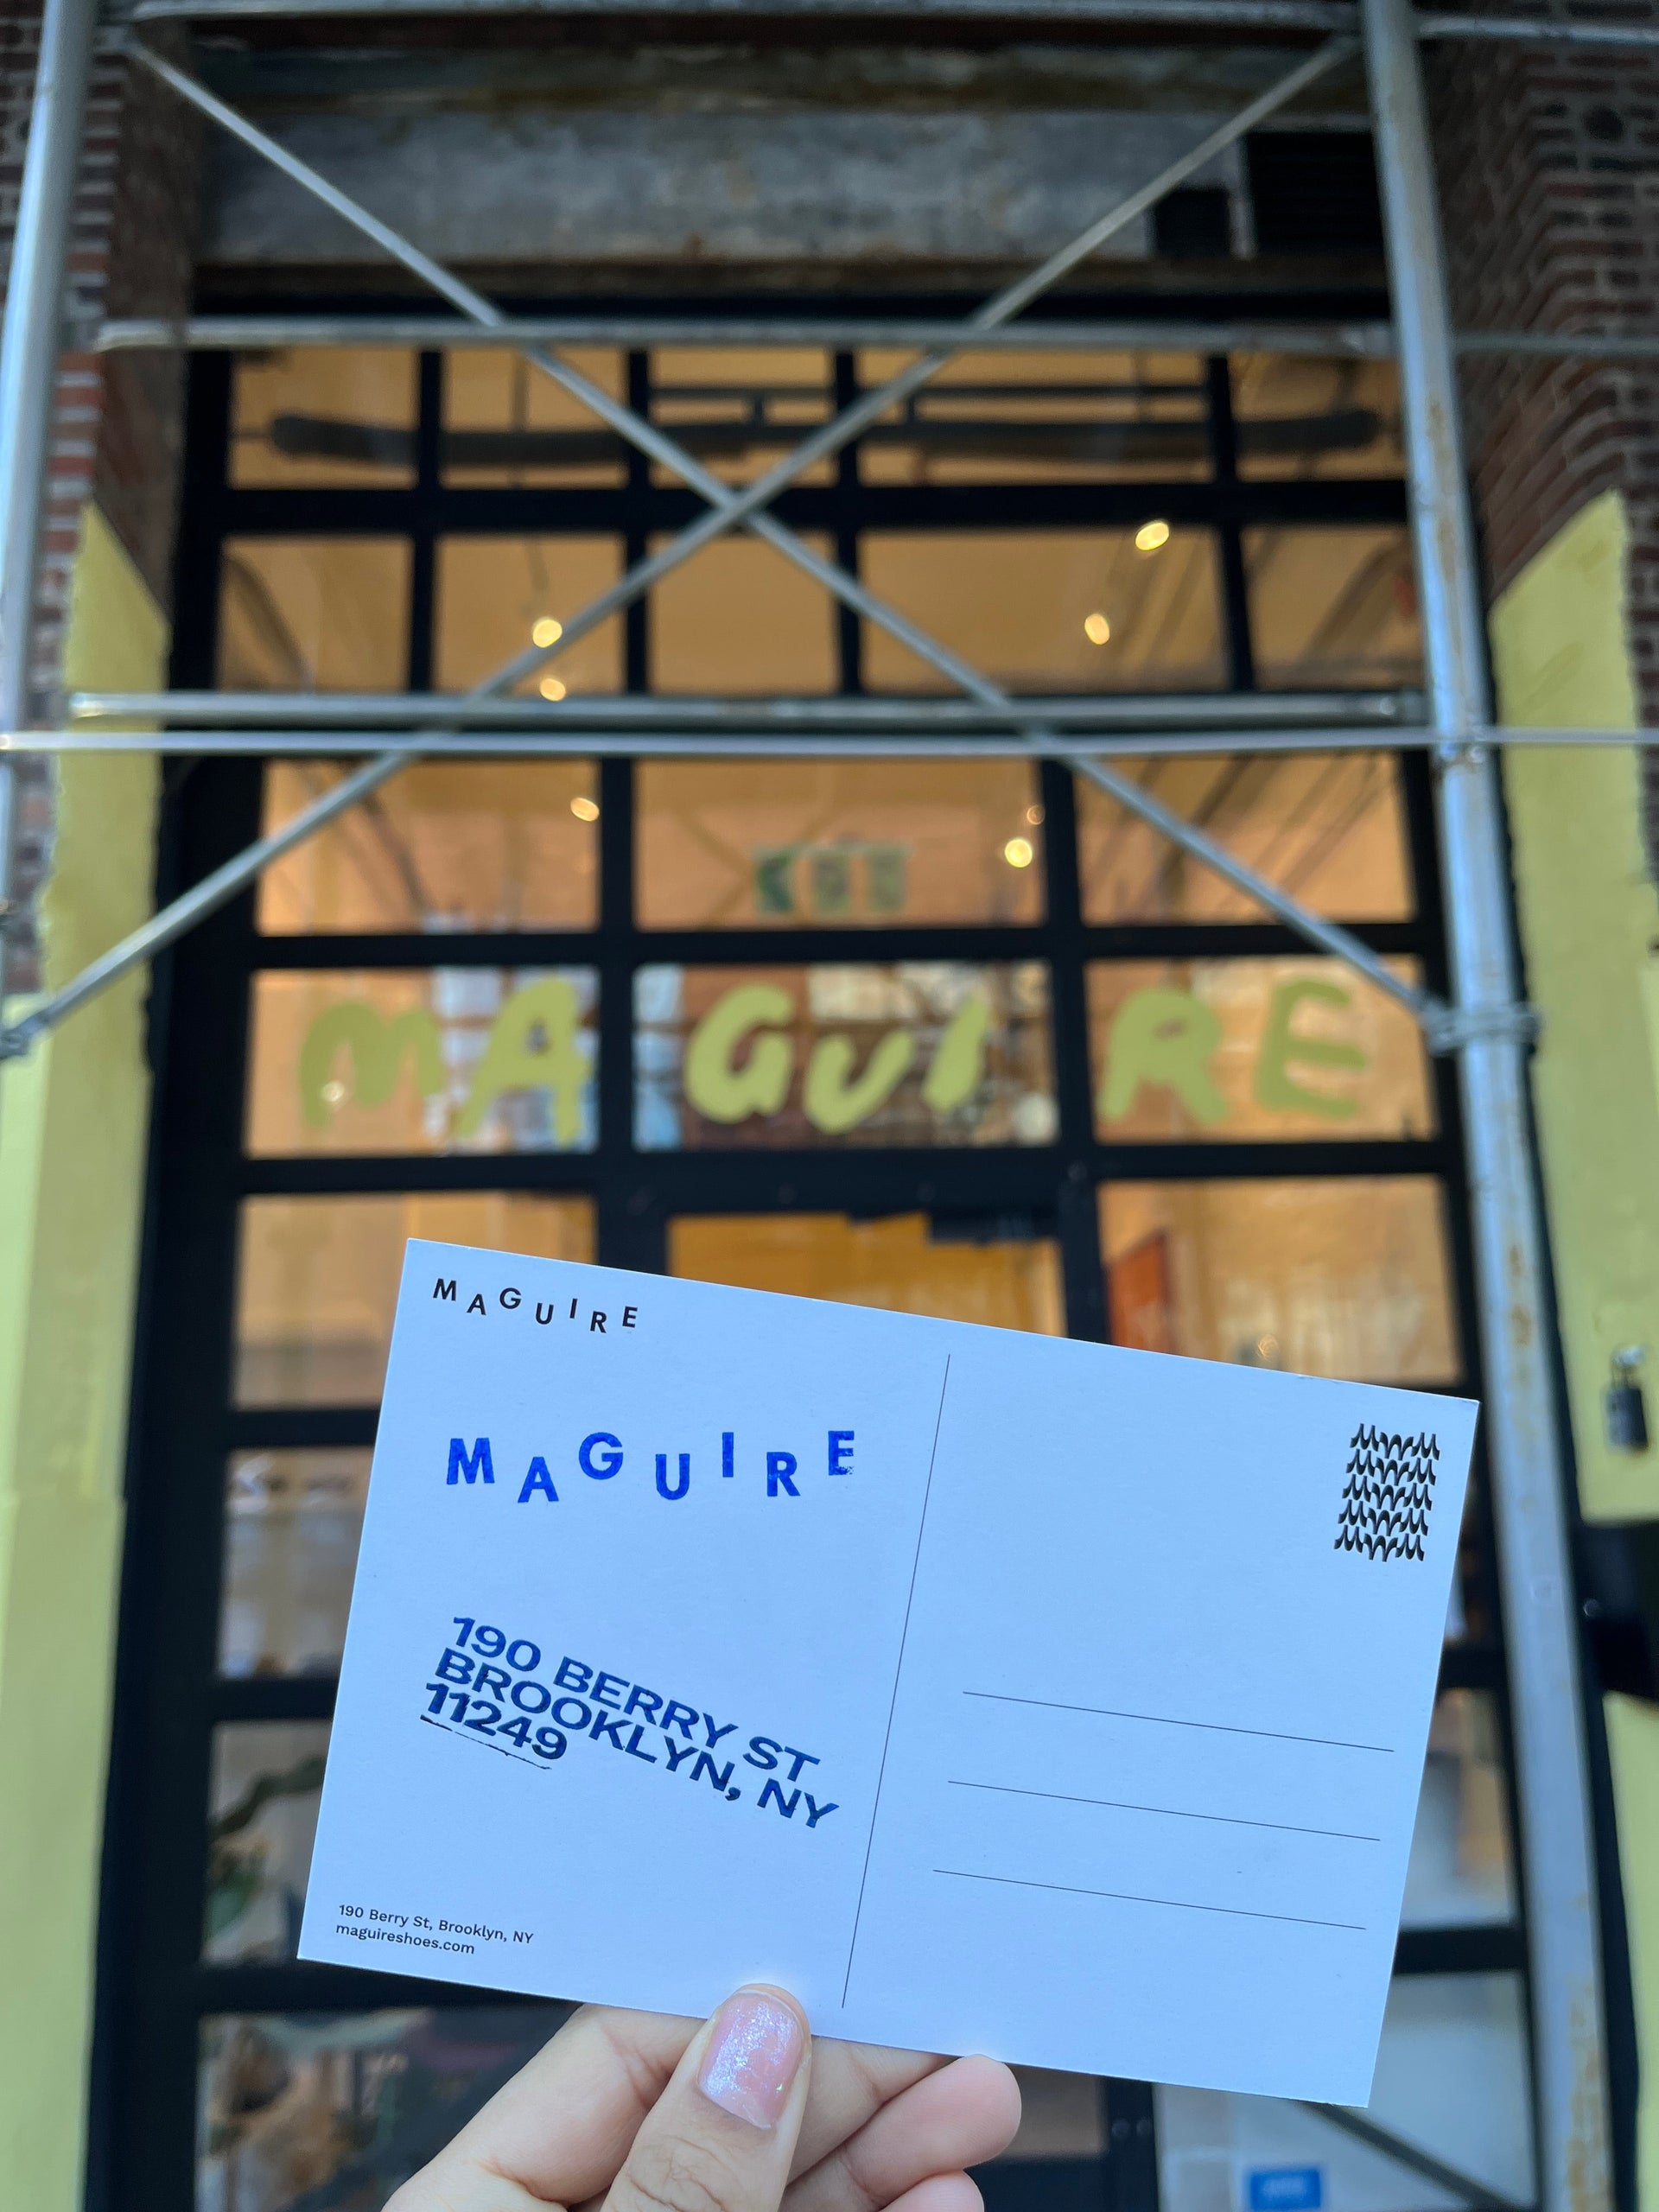 MAGUIRE
MAGUIRE
MAGUIRE
190 BERRY ST
BROOKLYN, NY
11249
190 Berry St, Brooklyn, NY
maguireshoes.com